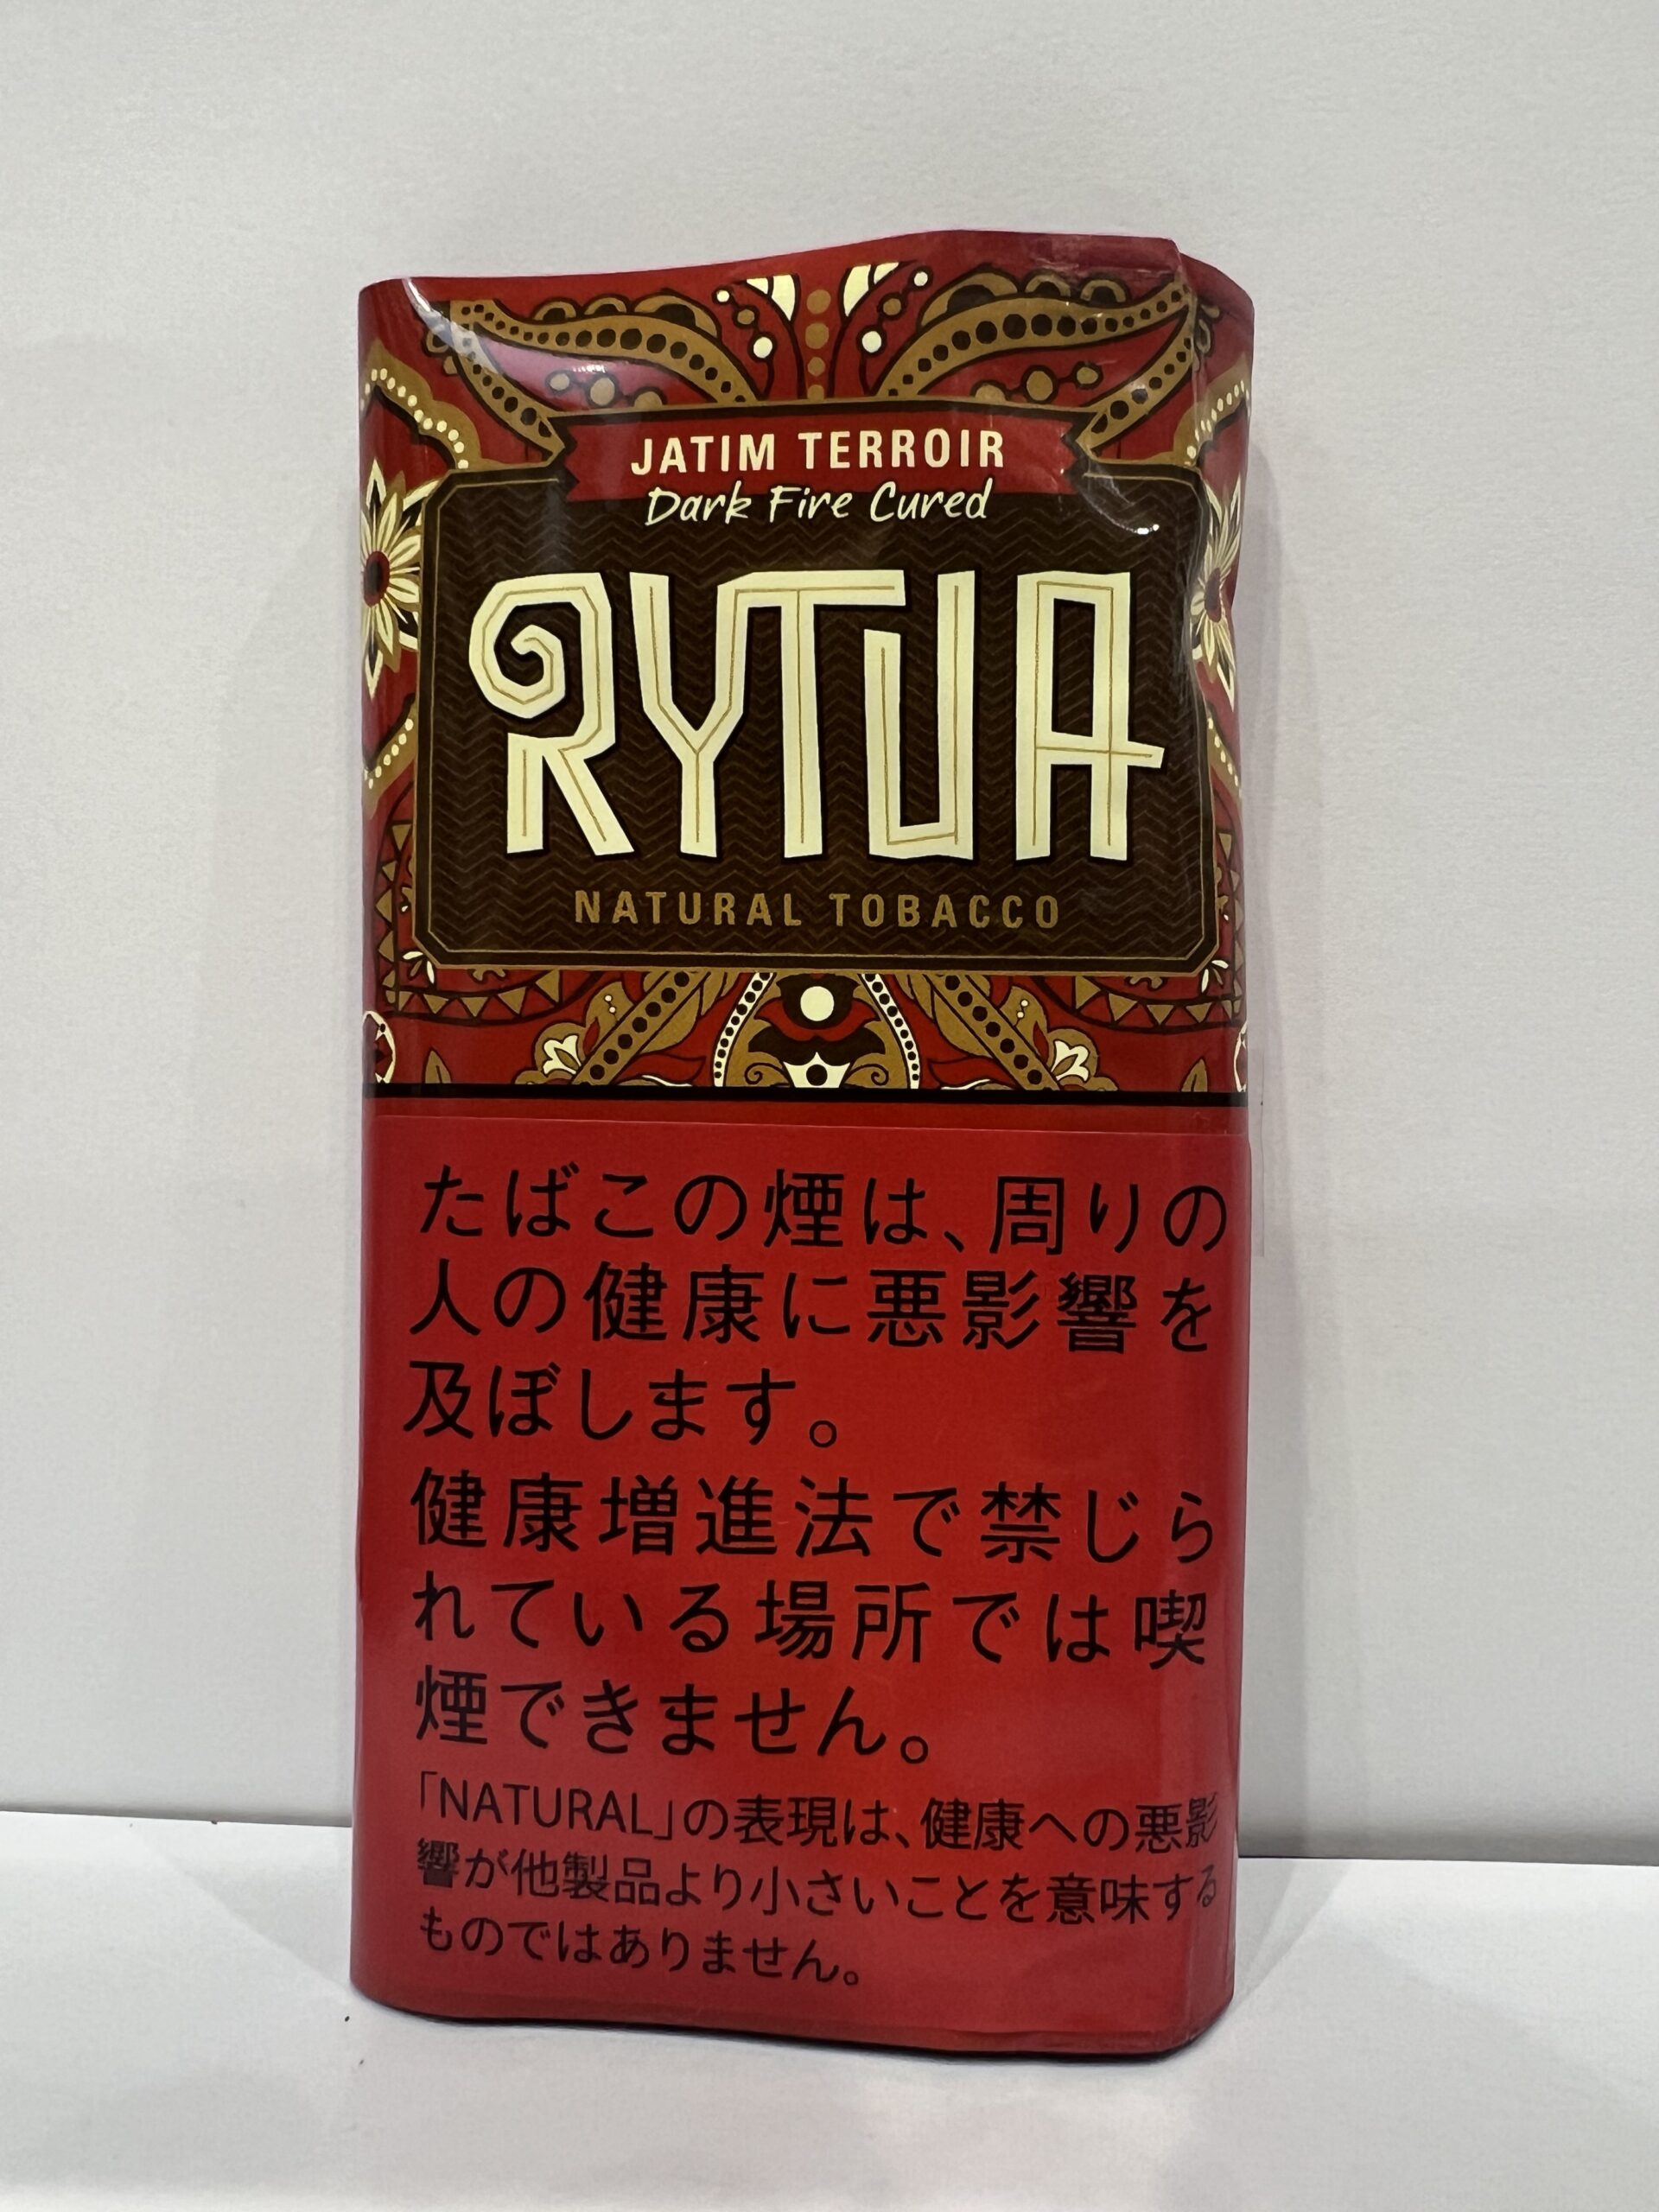 JATIM TERROIR
Dark Fire Cured
RYTUA
NATURAL TOBACCO
たばこの煙は、周りの
人の健康に悪影響を
及ぼします。
健康増進法で禁じら
れている場所では喫
煙できません。
「NATURAL」の表現は、健康への悪影
響が他製品より小さいことを意味する
ものではありません。